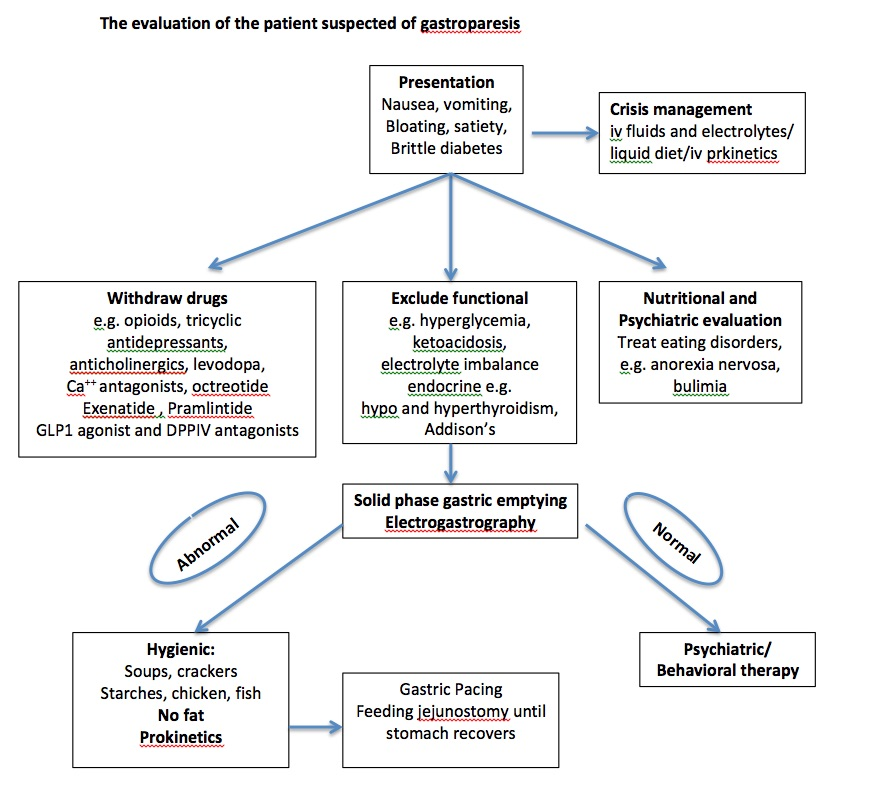 The evaluation of the patient suspected of gastroparesis
Presentation
Nausea, vomiting,
Bloating, satiety,
Brittle diabetes
Crisis management
iv fluids and electrolytes/
liquid diet/iv prkinetics
Withdraw drugs
e.g. opioids, tricyclic
antidepressants,
anticholinergics, levodopa,
Ca⁺⁺ antagonists, octreotide
Exenatide , Pramlintide
GLP1 agonist and DPPIV antagonists
Exclude functional
e.g. hyperglycemia,
ketoacidosis,
electrolyte imbalance
endocrine e.g.
hypo and hyperthyroidism,
Addison’s
Nutritional and
Psychiatric evaluation
Treat eating disorders,
e.g. anorexia nervosa,
bulimia
Solid phase gastric emptying
Electrogastrography
Abnormal
Normal
Hygienic:
Soups, crackers
Starches, chicken, fish
No fat
Prokinetics
Gastric Pacing
Feeding jejunostomy until
stomach recovers
Psychiatric/
Behavioral therapy